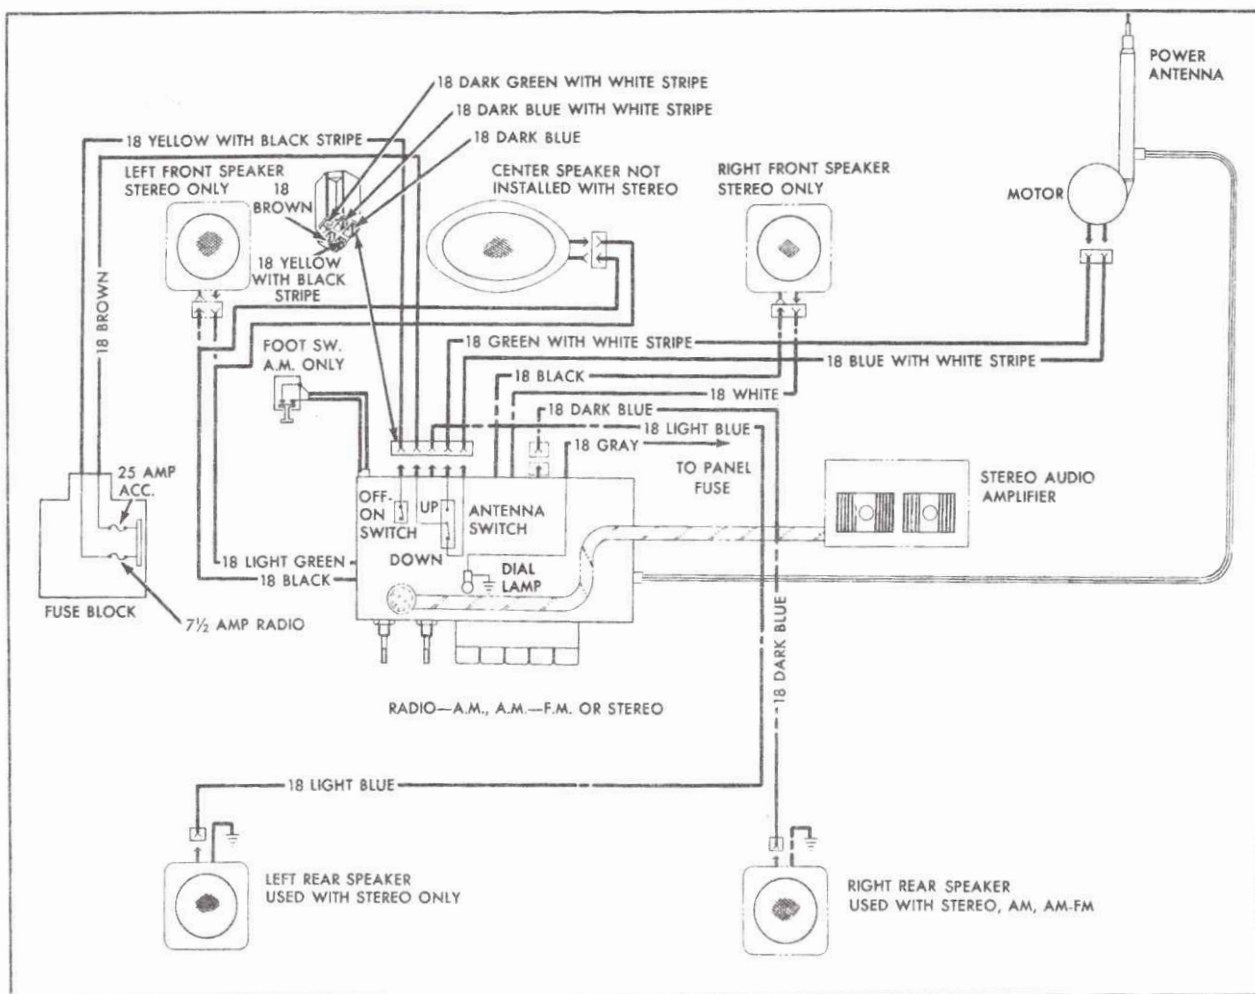 POWER
ANTENNA
18 DARK GREEN WITH WHITE STRIPE
18 DARK BLUE WITH WHITE STRIPE
18 YELLOW WITH BLACK STRIPE
18 DARK BLUE
LEFT FRONT SPEAKER
STEREO ONLY
18
BROWN
CENTER SPEAKER NOT
INSTALLED WITH STEREO
RIGHT FRONT SPEAKER
STEREO ONLY
MOTOR
18 YELLOW
WITH BLACK
STRIPE
18 BROWN
FOOT SW.
A.M. ONLY
18 GREEN WITH WHITE STRIPE
18 BLUE WITH WHITE STRIPE
18 BLACK
18 WHITE
18 DARK BLUE
18 LIGHT BLUE
18 GRAY
TO PANEL
FUSE
25 AMP
ACC.
OFF-
ON
SWITCH
UP
ANTENNA
SWITCH
DOWN
STEREO AUDIO
AMPLIFIER
18 LIGHT GREEN
18 BLACK
DIAL
LAMP
FUSE BLOCK
7½ AMP RADIO
18 DARK BLUE
RADIO—A.M., A.M.—F.M. OR STEREO
18 LIGHT BLUE
LEFT REAR SPEAKER
USED WITH STEREO ONLY
RIGHT REAR SPEAKER
USED WITH STEREO, AM, AM-FM